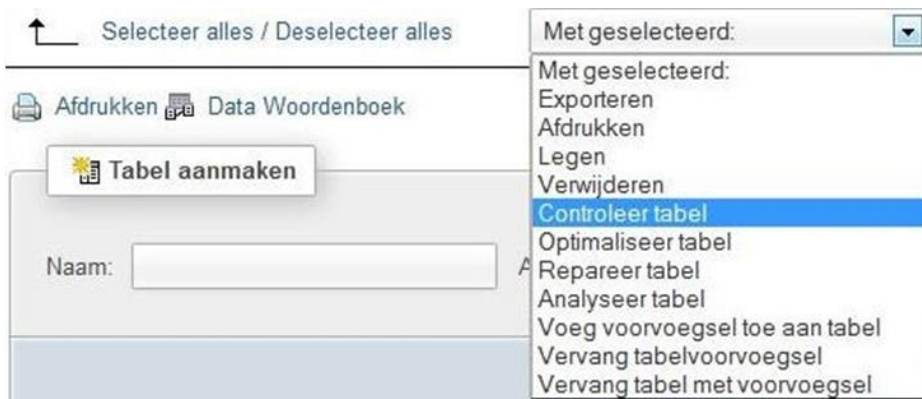 Selecteer alles / Deselecteer alles
Met geselecteerd:
Met geselecteerd:
Exporteren
Afdrukken
Legen
Verwijderen
Controleer tabel
Optimaliseer tabel
Repareer tabel
Analyseer tabel
Voeg voorvoegsel toe aan tabel
Vervang tabelvoorvoegsel
Vervang tabel met voorvoegsel
Afdrukken Data Woordenboek
Tabel aanmaken
Naam: